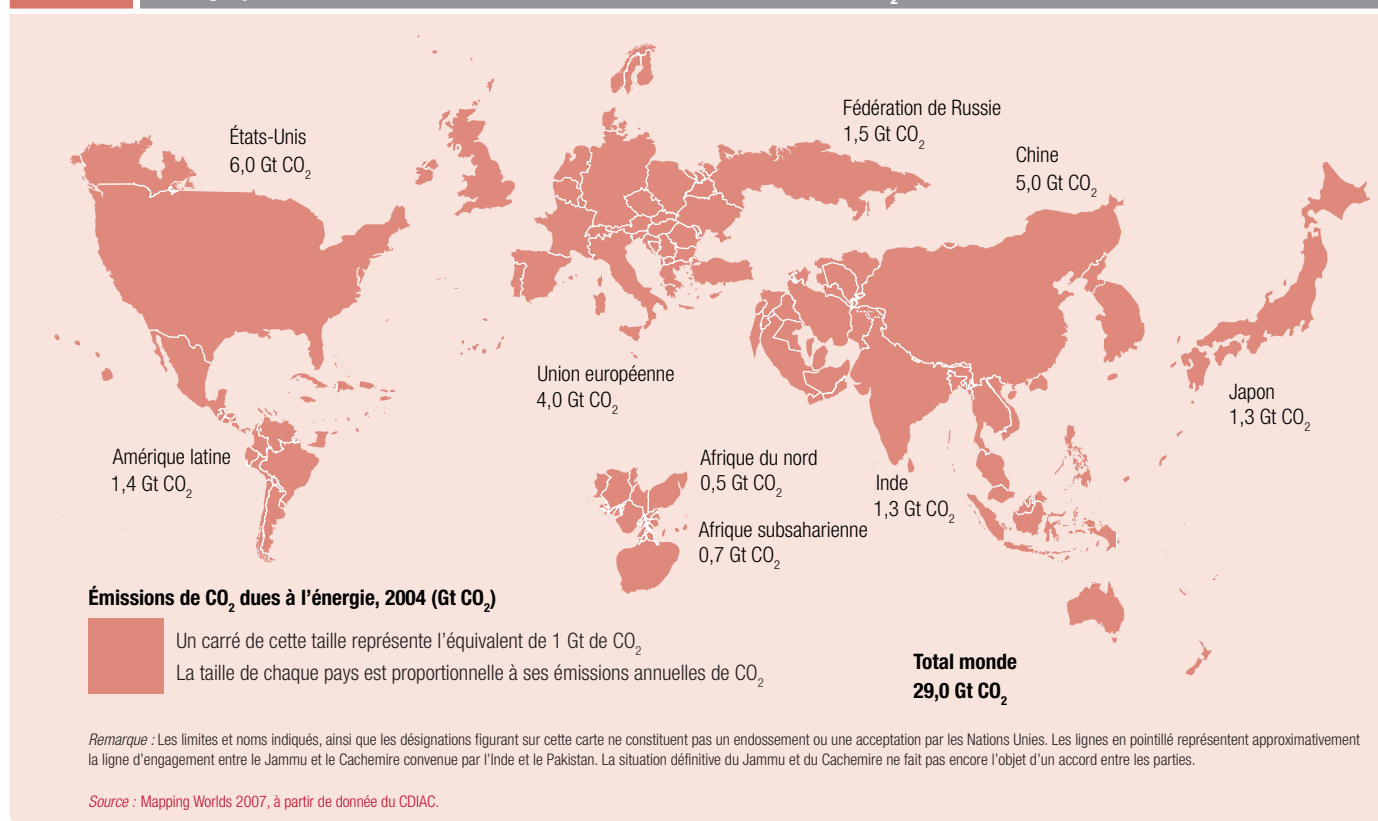 États-Unis
6,0 Gt CO₂
Fédération de Russie
1,5 Gt CO₂
Chine
5,0 Gt CO₂
Union européenne
4,0 Gt CO₂
Japon
1,3 Gt CO₂
Amérique latine
1,4 Gt CO₂
Afrique du nord
0,5 Gt CO₂
Inde
1,3 Gt CO₂
Afrique subsaharienne
0,7 Gt CO₂
Émissions de CO₂ dues à l’énergie, 2004 (Gt CO₂)
Un carré de cette taille représente l’équivalent de 1 Gt de CO₂
La taille de chaque pays est proportionnelle à ses émissions annuelles de CO₂
Total monde
29,0 Gt CO₂
Remarque : Les limites et noms indiqués, ainsi que les désignations figurant sur cette carte ne constituent pas un endossement ou une acceptation par les Nations Unies. Les lignes en pointillé représentent approximativement
la ligne d’engagement entre le Jammu et le Cachemire convenue par l’Inde et le Pakistan. La situation définitive du Jammu et du Cachemire ne fait pas encore l’objet d’un accord entre les parties.
Source : Mapping Worlds 2007, à partir de donnée du CDIAC.